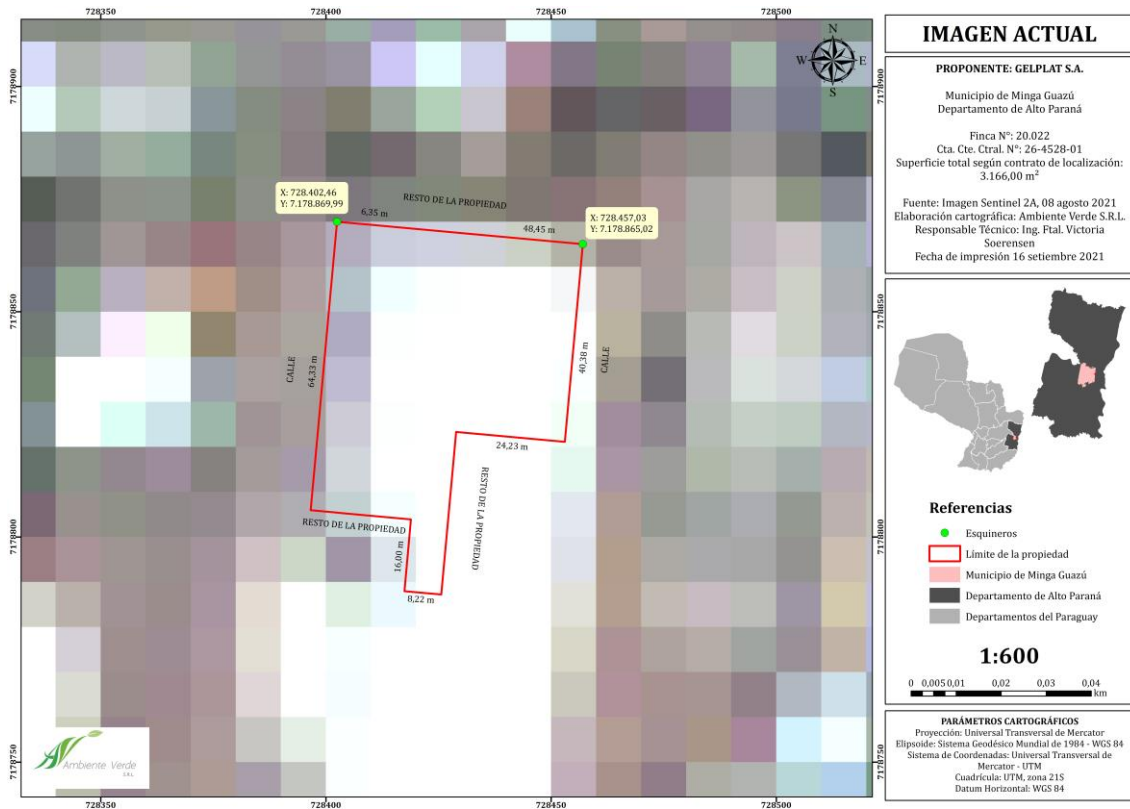 728350
728400
728450
728500
7178900
7178850
7178800
7178750
7178900
7178850
7178800
7178750
728350
728400
728450
728500
N
W
E
S
X: 728.402,46
Y: 7.178.869,99
X: 728.457,03
Y: 7.178.865,02
RESTO DE LA PROPIEDAD
6,35 m
48,45 m
CALLE
64,33 m
40,38 m
CALLE
24,23 m
RESTO DE LA PROPIEDAD
RESTO DE LA PROPIEDAD
16,00 m
8,22 m
Ambiente Verde
S.R.L.
IMAGEN ACTUAL
PROPONENTE: GELPLAT S.A.
Municipio de Minga Guazú
Departamento de Alto Paraná
Finca N°: 20.022
Cta. Cte. Ctral. N°: 26-4528-01
Superficie total según contrato de localización:
3.166,00 m²
Fuente: Imagen Sentinel 2A, 08 agosto 2021
Elaboración cartográfica: Ambiente Verde S.R.L.
Responsable Técnico: Ing. Ftal. Victoria
Soerensen
Fecha de impresión 16 setiembre 2021
Referencias
Esquineros
Límite de la propiedad
Municipio de Minga Guazú
Departamento de Alto Paraná
Departamentos del Paraguay
1:600
0 0,005 0,01 0,02 0,03 0,04
km
PARÁMETROS CARTOGRÁFICOS
Proyección: Universal Transversal de Mercator
Elipsoide: Sistema Geodésico Mundial de 1984 - WGS 84
Sistema de Coordenadas: Universal Transversal de
Mercator - UTM
Cuadrícula: UTM, zona 21S
Datum Horizontal: WGS 84